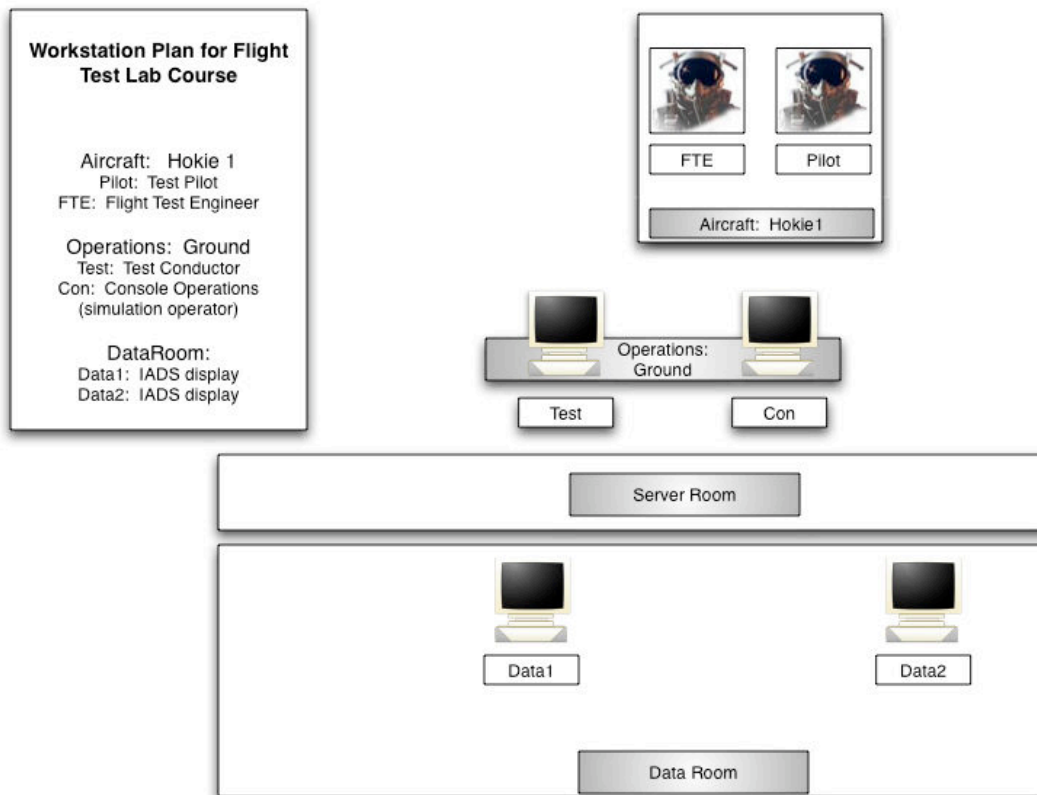 Workstation Plan for Flight
Test Lab Course
Aircraft: Hokie 1
Pilot: Test Pilot
FTE: Flight Test Engineer
Operations: Ground
Test: Test Conductor
Con: Console Operations
(simulation operator)
DataRoom:
Data1: IADS display
Data2: IADS display
FTE
Pilot
Aircraft: Hokie1
Operations:
Ground
Test
Con
Server Room
Data1
Data2
Data Room